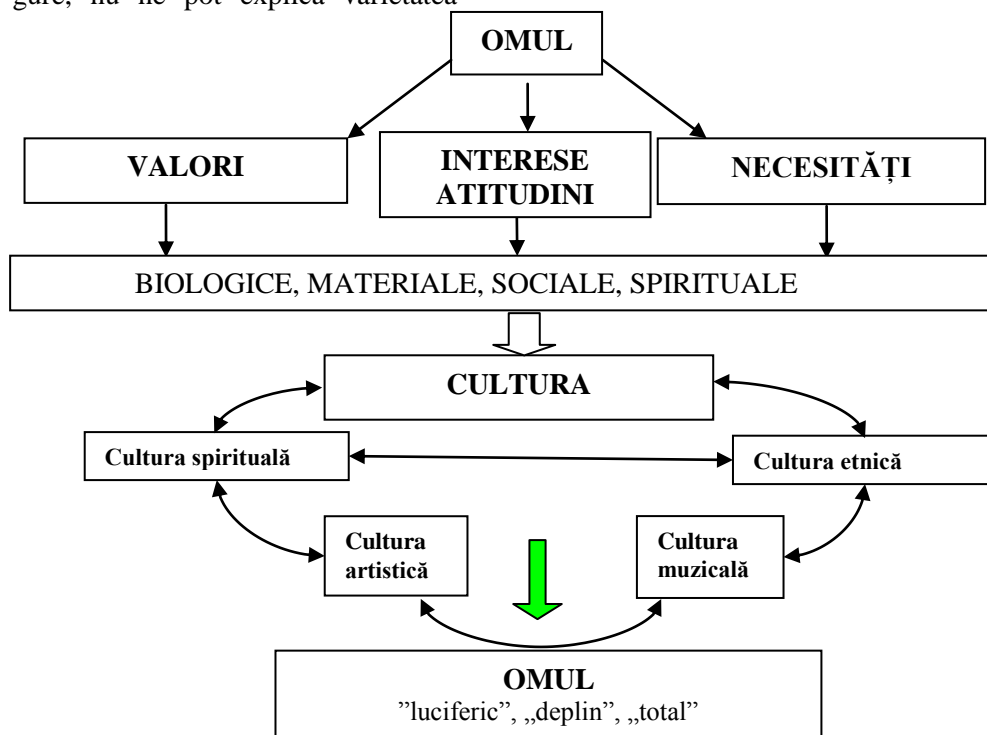 gure, nu ne pot explica varietatea
OMUL
VALORI
INTERESE
ATITUDINI
NECESITĂȚI
BIOLOGICE, MATERIALE, SOCIALE, SPIRITUALE
CULTURA
Cultura spirituală
Cultura etnică
Cultura
artistică
Cultura
muzicală
OMUL
”luciferic”, „deplin”, „total”